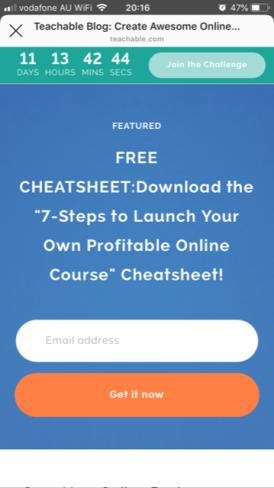 vodafone AU WiFi 20:16 47%
Teachable Blog: Create Awesome Online...
teachable.com
11 13 42 44
DAYS HOURS MINS SECS
Join the Challenge
FEATURED
FREE
CHEATSHEET:Download the
"7-Steps to Launch Your
Own Profitable Online
Course" Cheatsheet!
Email address
Get it now